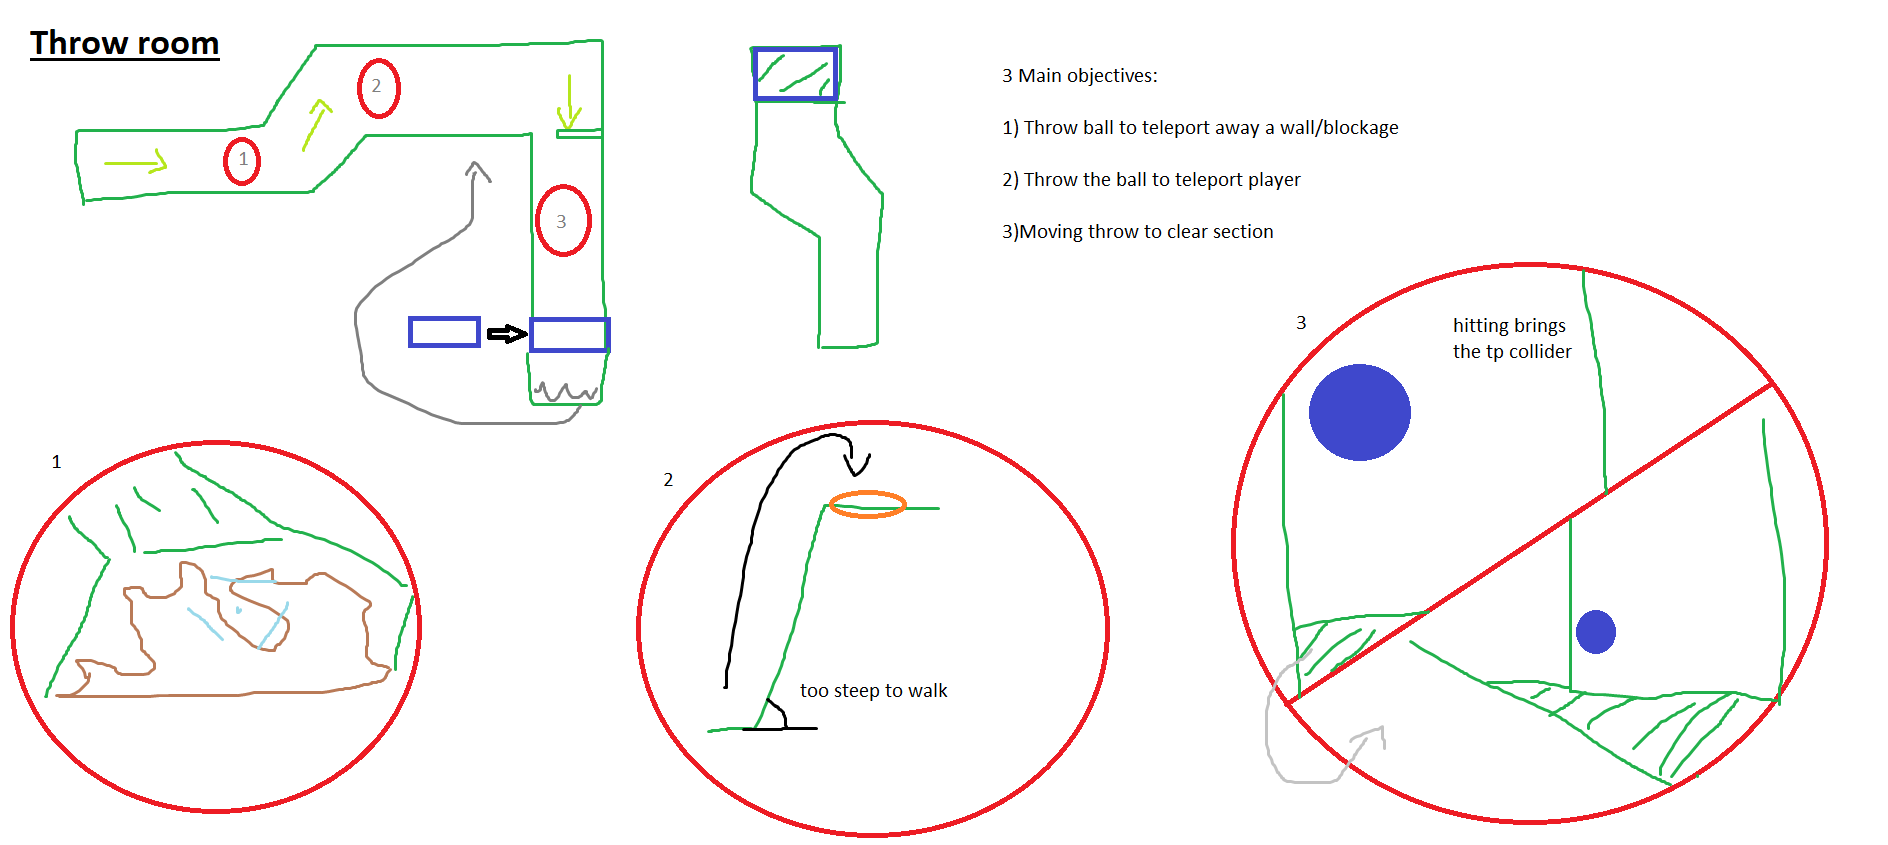 Throw room
1
2
3
3 Main objectives:
1) Throw ball to teleport away a wall/blockage
2) Throw the ball to teleport player
3)Moving throw to clear section
1
2
too steep to walk
3
hitting brings
the tp collider